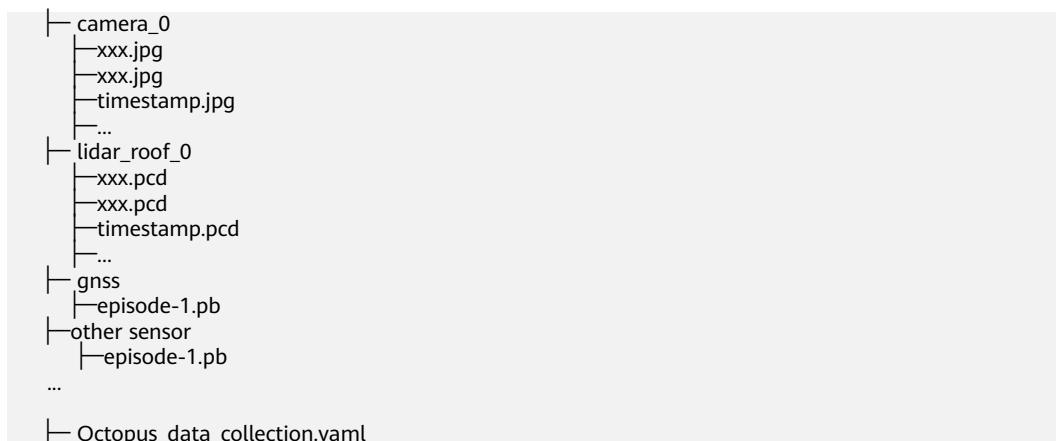 ├─ camera_0
├─xxx.jpg
├─xxx.jpg
├─timestamp.jpg
├─...
├─ lidar_roof_0
├─xxx.pcd
├─xxx.pcd
├─timestamp.pcd
├─...
├─ gnss
├─episode-1.pb
├─other sensor
├─episode-1.pb
...
├─ Octopus_data_collection.yaml